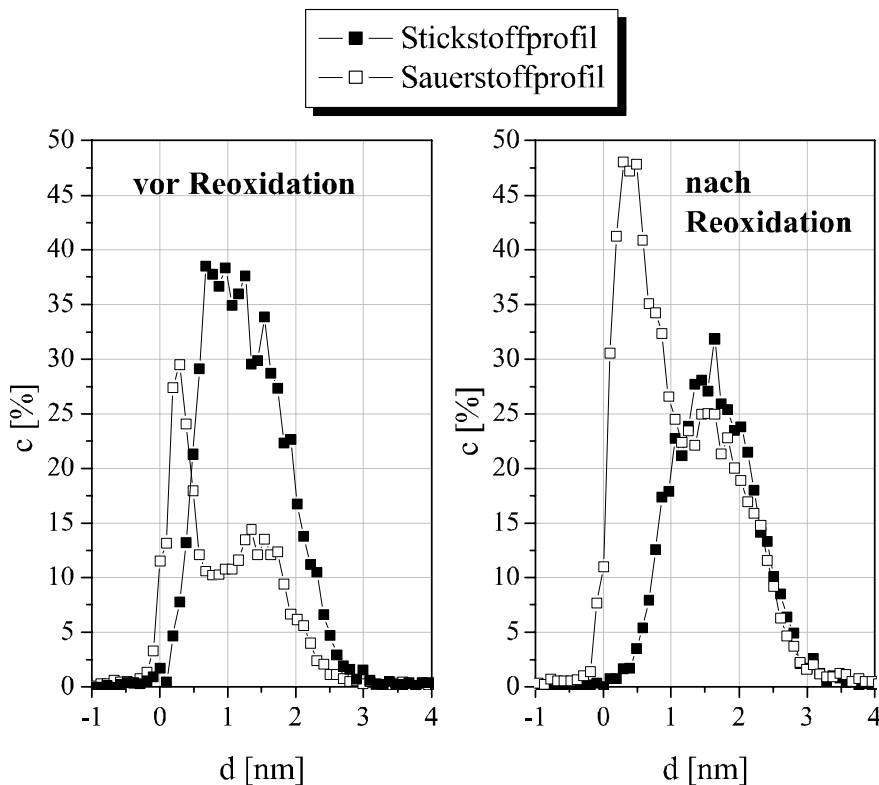 Stickstoffprofil
Sauerstoffprofil
vor Reoxidation
50
45
40
35
30
25
20
15
10
5
0
c [%]
-1 0 1 2 3 4
d [nm]
nach
Reoxidation
50
45
40
35
30
25
20
15
10
5
0
c [%]
-1 0 1 2 3 4
d [nm]